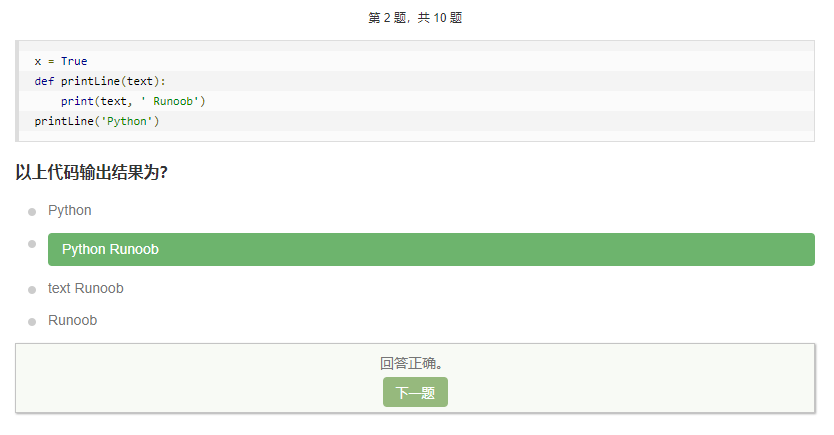 第 2 题，共 10 题
x = True
def printLine(text):
    print(text, ' Runoob')
printLine('Python')
以上代码输出结果为?
Python
Python Runoob
text Runoob
Runoob
回答正确。
下一题